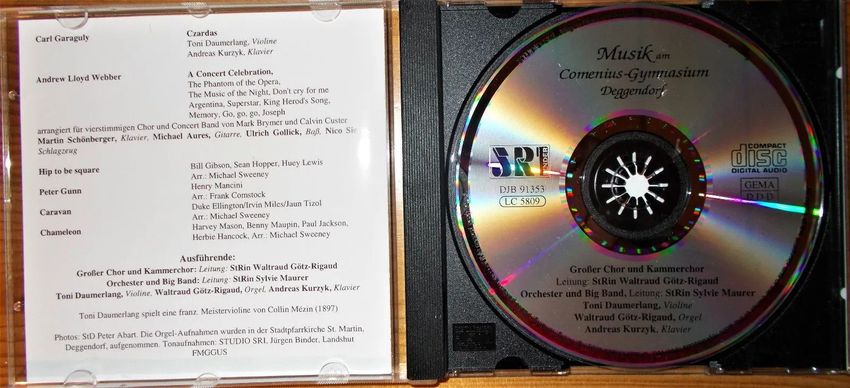 Carl Garaguly Czardas
Toni Daumerlang, Violine
Andreas Kurzyk, Klavier
Andrew Lloyd Webber A Concert Celebration,
The Phantom of the Opera,
The Music of the Night, Don't cry for me
Argentina, Superstar, King Herod's Song,
Memory, Go, go, go, Joseph
arrangiert für vierstimmigen Chor und Concert Band von Mark Brymer und Calvin Custer
Martin Schönberger, Klavier, Michael Aures, Gitarre, Ulrich Gollick, Baß, Nico
Schlagzeug
Hip to be square Bill Gibson, Sean Hopper, Huey Lewis
Arr.: Michael Sweeney
Peter Gunn Henry Mancini
Arr.: Frank Comstock
Caravan Duke Ellington/Irvin Miles/Jaun Tizol
Arr.: Michael Sweeney
Chameleon Harvey Mason, Benny Maupin, Paul Jackson,
Herbie Hancock, Arr.: Michael Sweeney
Ausführende:
Großer Chor und Kammerchor: Leitung: StRin Waltraud Götz-Rigaud
Orchester und Big Band: Leitung: StRin Sylvie Maurer
Toni Daumerlang, Violine, Waltraud Götz-Rigaud, Orgel, Andreas Kurzyk, Klavier
Toni Daumerlang spielt eine franz. Meistervioline von Collin Mézin (1897)
Photos: StD Peter Abart. Die Orgel-Aufnahmen wurden in der Stadtpfarrkirche St. Martin,
Deggendorf, aufgenommen. Tonaufnahmen: STUDIO SRI, Jürgen Binder, Landshut
FMGGUS
Musik am
Comenius-Gymnasium
Deggendorf
DJB 91353
LC 5809
COMPACT
disc
DIGITAL AUDIO
GEMA
DDD
Großer Chor und Kammerchor
Leitung: StRin Waltraud Götz-Rigaud
Orchester und Big Band, Leitung: StRin Sylvie Maurer
Toni Daumerlang, Violine
Waltraud Götz-Rigaud, Orgel
Andreas Kurzyk, Klavier